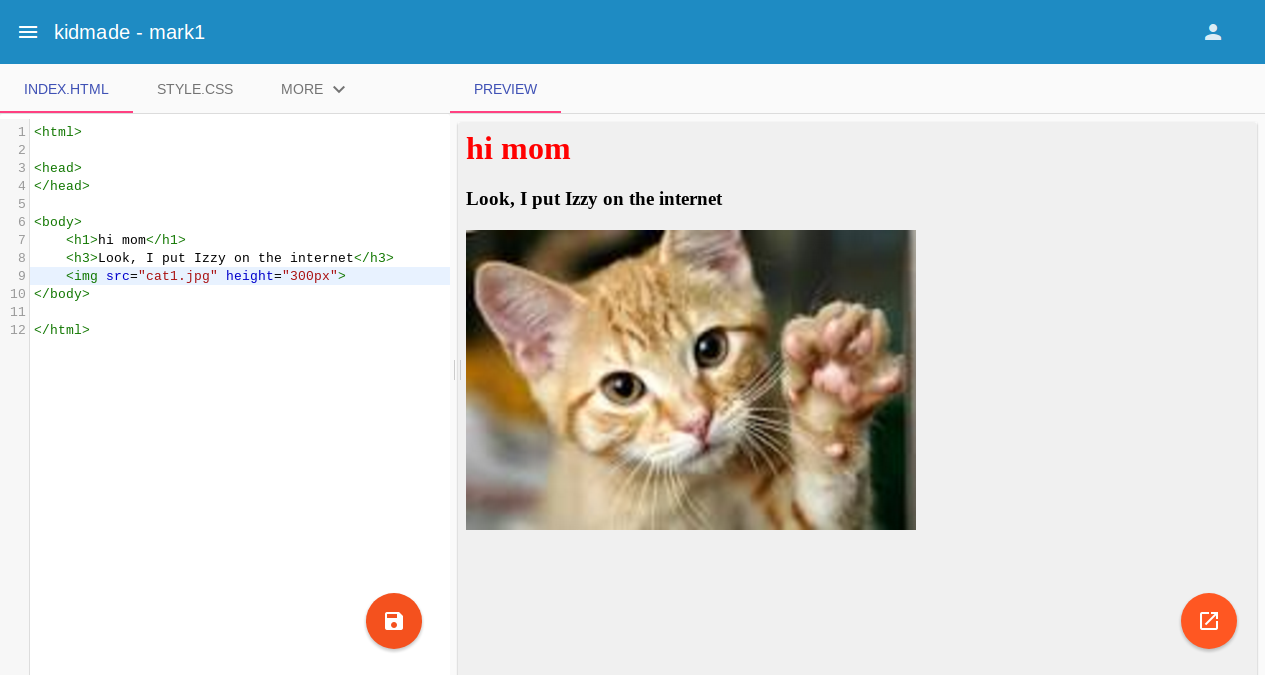 kidmade - mark1
INDEX.HTML STYLE.CSS MORE PREVIEW
1 <html>
2
3 <head>
4 </head>
5
6 <body>
7     <h1>hi mom</h1>
8     <h3>Look, I put Izzy on the internet</h3>
9     <img src="cat1.jpg" height="300px">
10 </body>
11
12 </html>
hi mom
Look, I put Izzy on the internet